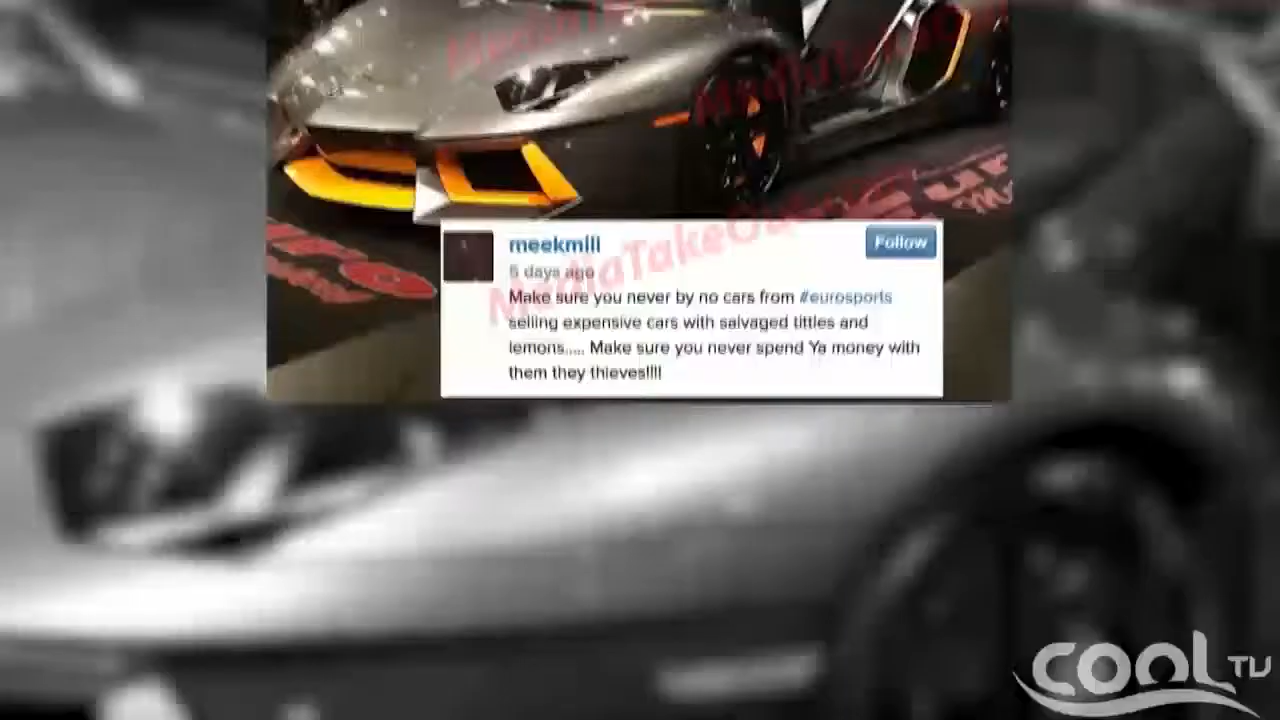 MediaTakeOut
meekmill
5 days ago
Follow
Make sure you never by no cars from #eurosports
selling expensive cars with salvaged tittles and
lemons..... Make sure you never spend Ya money with
them they thieves!!!!
COOL TV